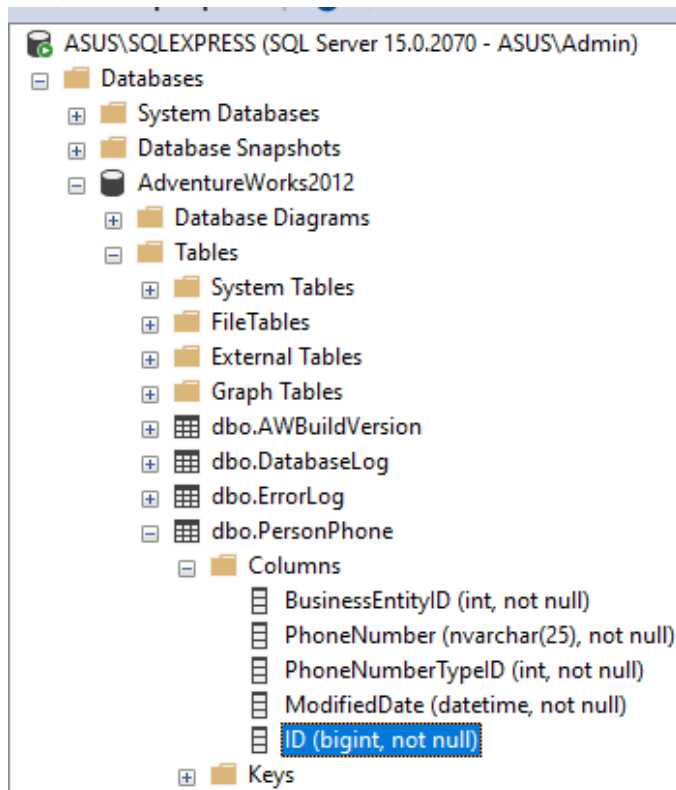 ASUS\SQLEXPRESS (SQL Server 15.0.2070 - ASUS\Admin)
Databases
System Databases
Database Snapshots
AdventureWorks2012
Database Diagrams
Tables
System Tables
FileTables
External Tables
Graph Tables
dbo.AWBuildVersion
dbo.DatabaseLog
dbo.ErrorLog
dbo.PersonPhone
Columns
BusinessEntityID (int, not null)
PhoneNumber (nvarchar(25), not null)
PhoneNumberTypeID (int, not null)
ModifiedDate (datetime, not null)
ID (bigint, not null)
Keys